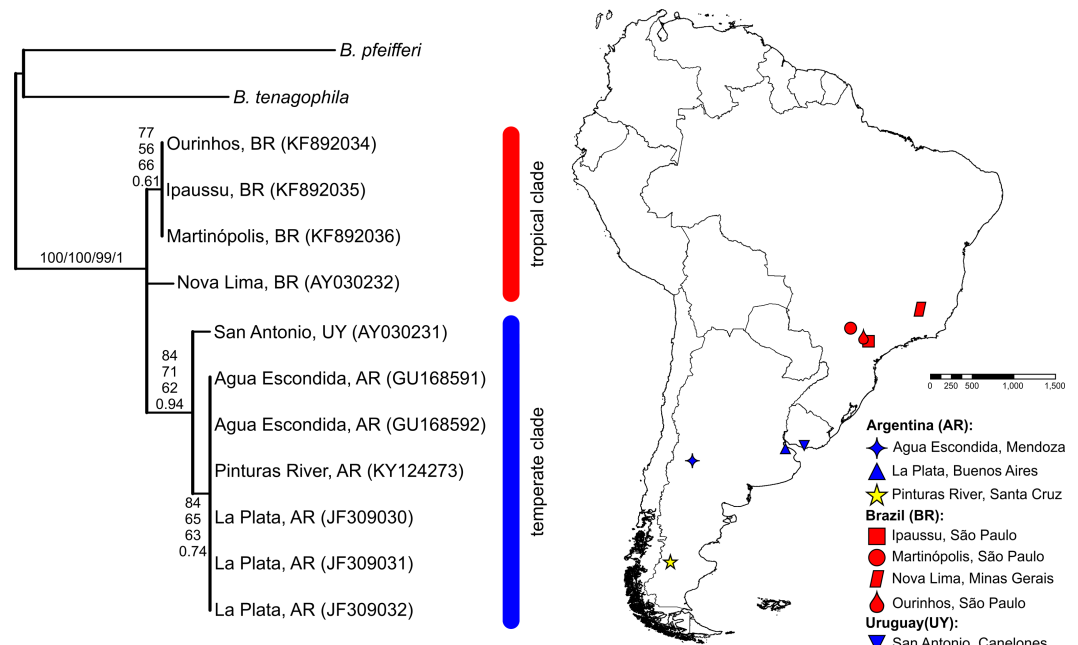 B. pfeifferi
B. tenagophila
77
56
66
0.61
Ourinhos, BR (KF892034)
Ipaussu, BR (KF892035)
Martinópolis, BR (KF892036)
100/100/99/1
Nova Lima, BR (AY030232)
San Antonio, UY (AY030231)
84
71
62
0.94
Agua Escondida, AR (GU168591)
Agua Escondida, AR (GU168592)
Pinturas River, AR (KY124273)
84
65
63
0.74
La Plata, AR (JF309030)
La Plata, AR (JF309031)
La Plata, AR (JF309032)
tropical clade
temperate clade
0 250 500 1,000 1,500
Argentina (AR):
Agua Escondida, Mendoza
La Plata, Buenos Aires
Pinturas River, Santa Cruz
Brazil (BR):
Ipaussu, São Paulo
Martinópolis, São Paulo
Nova Lima, Minas Gerais
Ourinhos, São Paulo
Uruguay(UY):
San Antonio, Canelones